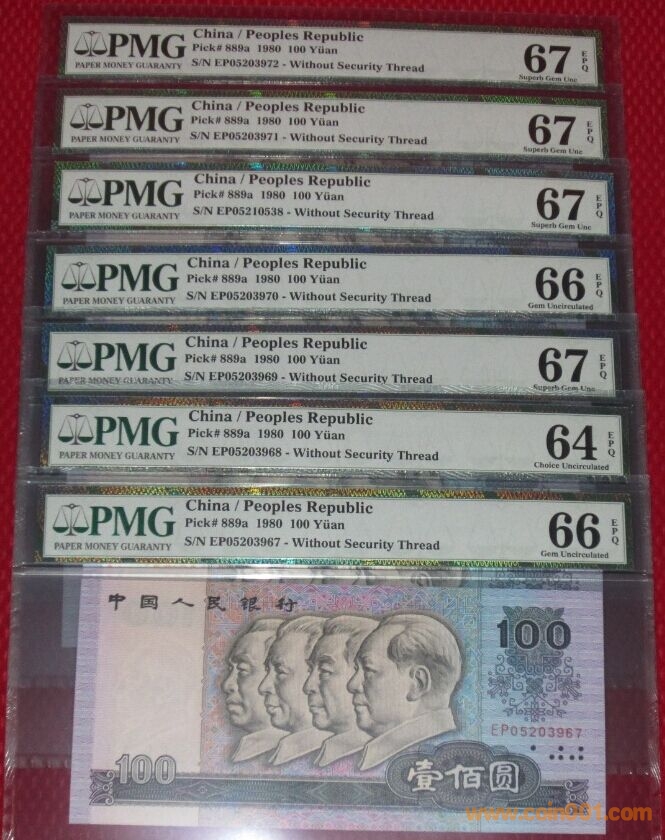 PMG
PAPER MONEY GUARANTY
China / Peoples Republic
Pick# 889a 1980 100 Yüan
S/N EP05203972 - Without Security Thread
67 EPQ
Superb Gem Unc
PMG
PAPER MONEY GUARANTY
China / Peoples Republic
Pick# 889a 1980 100 Yüan
S/N EP05203971 - Without Security Thread
67 EPQ
Superb Gem Unc
PMG
PAPER MONEY GUARANTY
China / Peoples Republic
Pick# 889a 1980 100 Yüan
S/N EP05210538 - Without Security Thread
67 EPQ
Superb Gem Unc
PMG
PAPER MONEY GUARANTY
China / Peoples Republic
Pick# 889a 1980 100 Yüan
S/N EP05203970 - Without Security Thread
66 EPQ
Gem Uncirculated
PMG
PAPER MONEY GUARANTY
China / Peoples Republic
Pick# 889a 1980 100 Yüan
S/N EP05203969 - Without Security Thread
67 EPQ
Superb Gem Unc
PMG
PAPER MONEY GUARANTY
China / Peoples Republic
Pick# 889a 1980 100 Yüan
S/N EP05203968 - Without Security Thread
64 EPQ
Choice Uncirculated
PMG
PAPER MONEY GUARANTY
China / Peoples Republic
Pick# 889a 1980 100 Yüan
S/N EP05203967 - Without Security Thread
66 EPQ
Gem Uncirculated
中国人民银行
100
EP05203967
100
壹佰圆
www.coin001.com